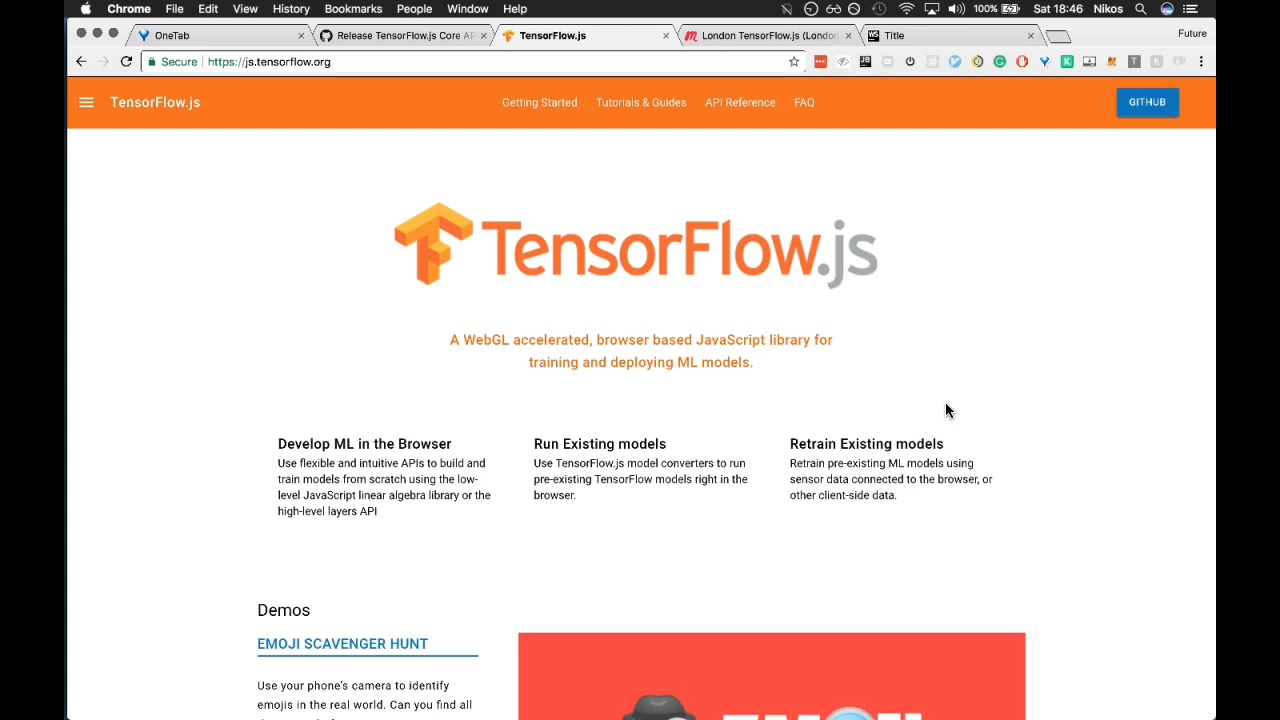 Chrome File Edit View History Bookmarks People Window Help 100% Sat 18:46 Nikos
OneTab Release TensorFlow.js Core AP TensorFlow.js London TensorFlow.js (London Title Future
Secure https://js.tensorflow.org
TensorFlow.js Getting Started Tutorials & Guides API Reference FAQ GITHUB
TensorFlow.js
A WebGL accelerated, browser based JavaScript library for
training and deploying ML models.
Develop ML in the Browser
Use flexible and intuitive APIs to build and
train models from scratch using the low-
level JavaScript linear algebra library or the
high-level layers API
Run Existing models
Use TensorFlow.js model converters to run
pre-existing TensorFlow models right in the
browser.
Retrain Existing models
Retrain pre-existing ML models using
sensor data connected to the browser, or
other client-side data.
Demos
EMOJI SCAVENGER HUNT
Use your phone's camera to identify
emojis in the real world. Can you find all